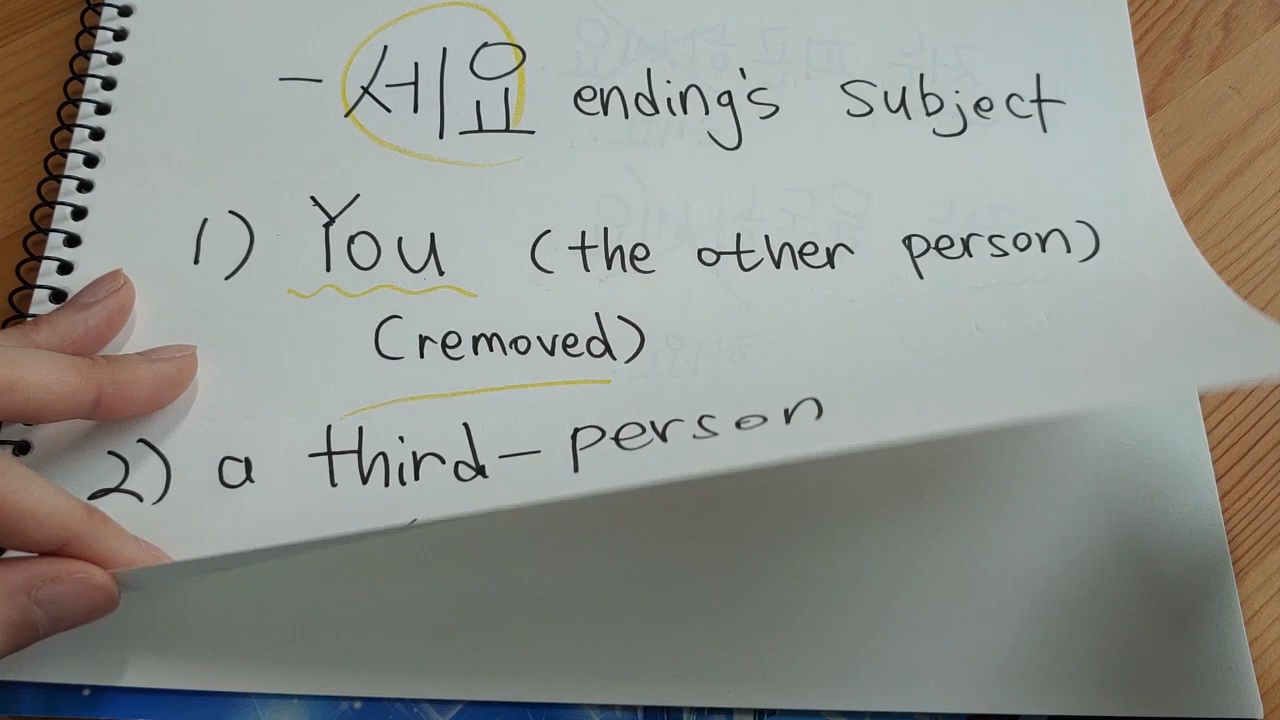 -세요 ending's subject
1) You (the other person)
(removed)
2) a third-person